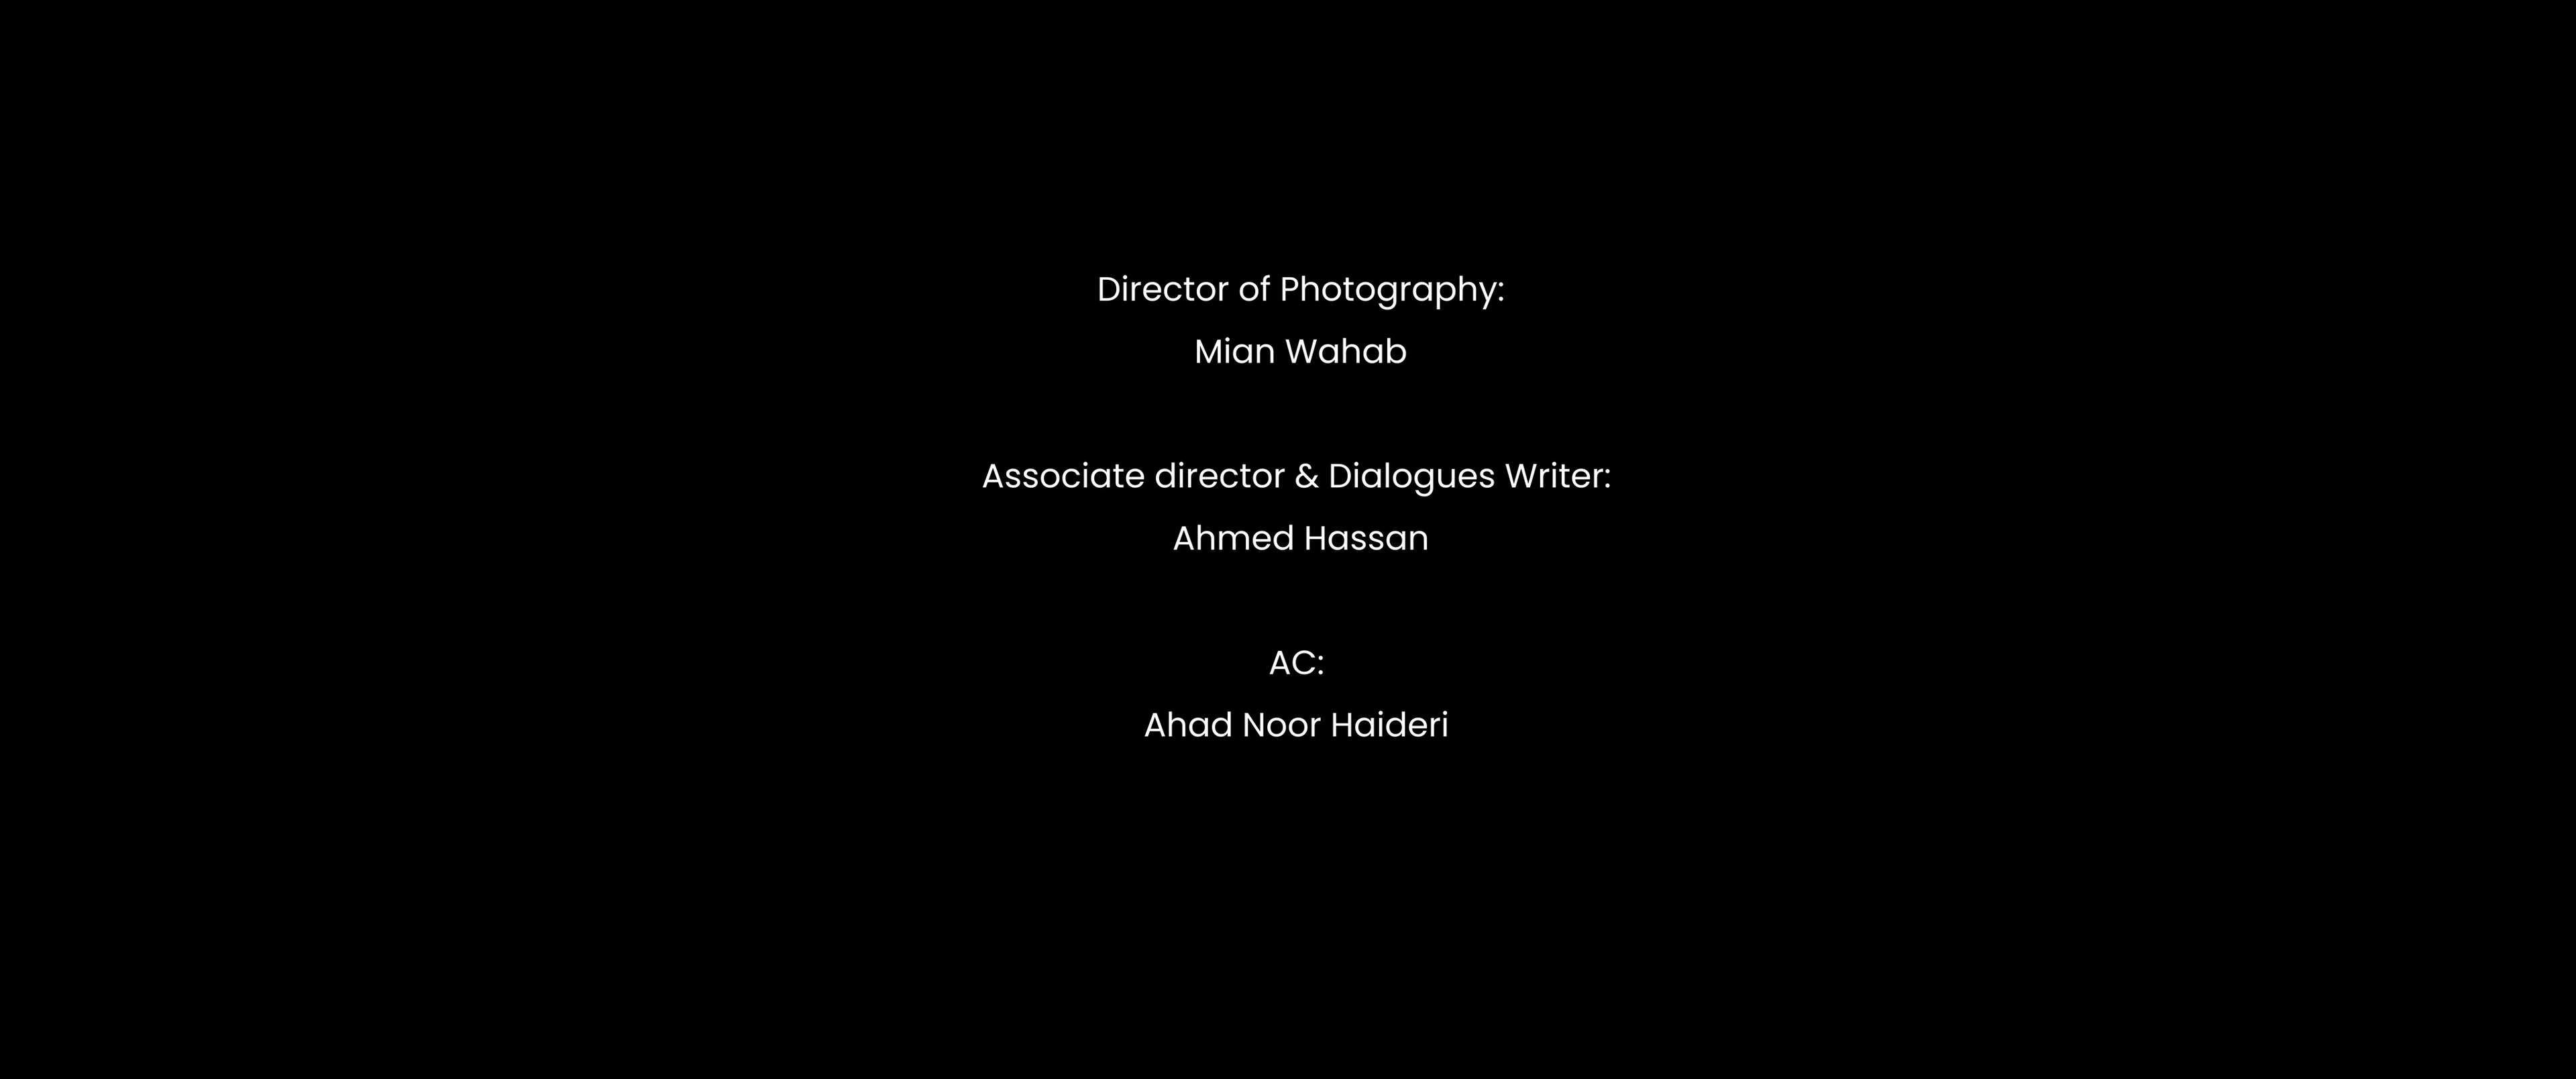 Director of Photography:
Mian Wahab
Associate director & Dialogues Writer:
Ahmed Hassan
AC:
Ahad Noor Haideri